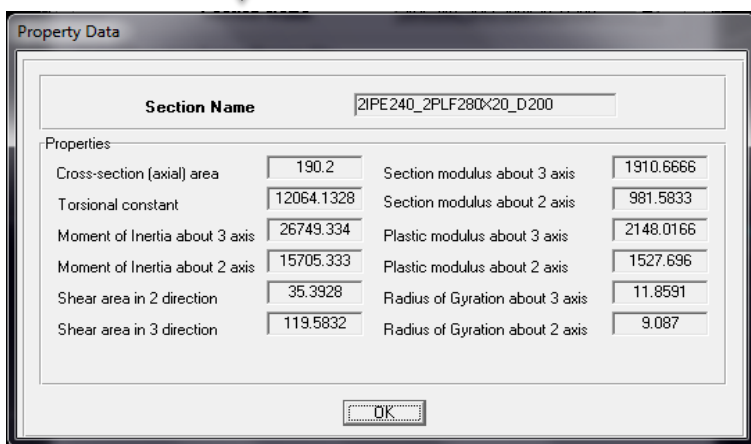 Property Data
Section Name 2IPE240_2PLF280X20_D200
Properties
Cross-section (axial) area 190.2 Section modulus about 3 axis 1910.6666
Torsional constant 12064.1328 Section modulus about 2 axis 981.5833
Moment of Inertia about 3 axis 26749.334 Plastic modulus about 3 axis 2148.0166
Moment of Inertia about 2 axis 15705.333 Plastic modulus about 2 axis 1527.696
Shear area in 2 direction 35.3928 Radius of Gyration about 3 axis 11.8591
Shear area in 3 direction 119.5832 Radius of Gyration about 2 axis 9.087
OK